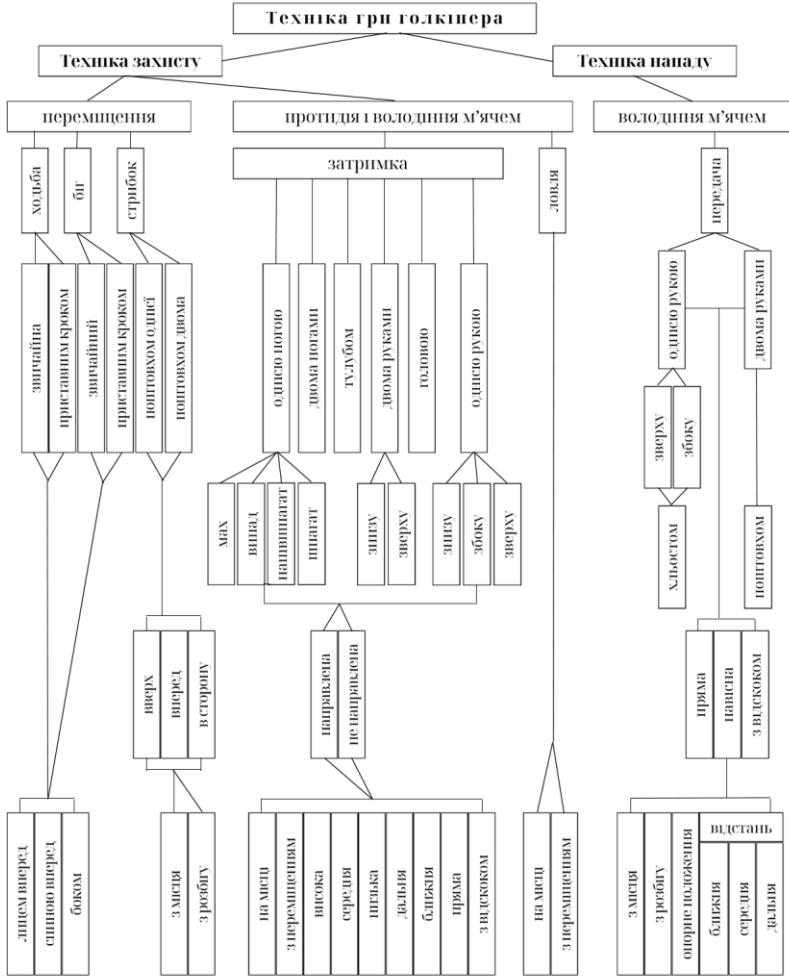 Техніка гри голкіпера
Техніка захисту
Техніка нападу
переміщення
протидія і володіння м’ячем
володіння м’ячем
ходьба
біг
стрибок
затримка
ловля
передача
звичайна
приставним кроком
звичайний
приставним кроком
поштовхом однієї
поштовхом двома
однією ногою
двома ногами
тулубом
двома руками
головою
однією рукою
однією рукою
двома руками
зверху
збоку
мах
випад
напівшпагат
шпагат
знизу
зверху
знизу
збоку
зверху
хльостом
поштовхом
вверх
вперед
в сторону
направлена
не направлена
пряма
навісна
з відскоком
лицем вперед
спиною вперед
боком
з місця
з розбігу
на місці
з переміщенням
висока
середня
низька
дальня
ближня
пряма
з відскоком
на місці
з переміщенням
з місця
з розбігу
опорне положення
відстань
ближня
середня
дальня